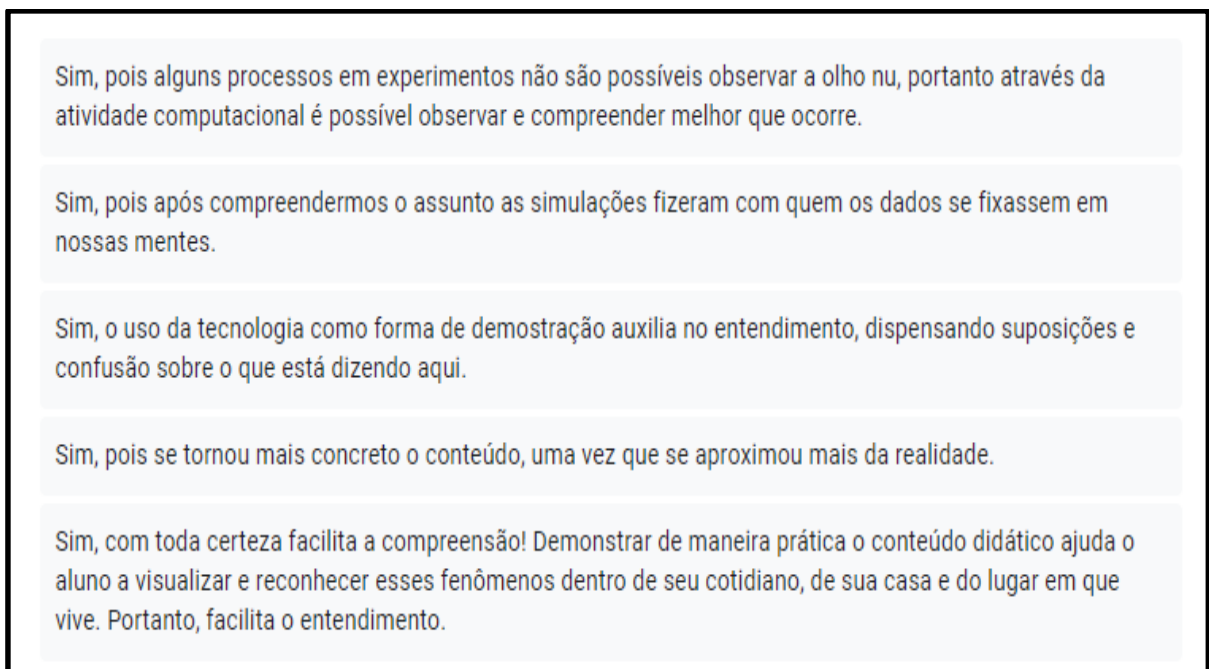 Sim, pois alguns processos em experimentos não são possíveis observar a olho nu, portanto através da
atividade computacional é possível observar e compreender melhor que ocorre.
Sim, pois após compreendermos o assunto as simulações fizeram com quem os dados se fixassem em
nossas mentes.
Sim, o uso da tecnologia como forma de demostração auxilia no entendimento, dispensando suposições e
confusão sobre o que está dizendo aqui.
Sim, pois se tornou mais concreto o conteúdo, uma vez que se aproximou mais da realidade.
Sim, com toda certeza facilita a compreensão! Demonstrar de maneira prática o conteúdo didático ajuda o
aluno a visualizar e reconhecer esses fenômenos dentro de seu cotidiano, de sua casa e do lugar em que
vive. Portanto, facilita o entendimento.